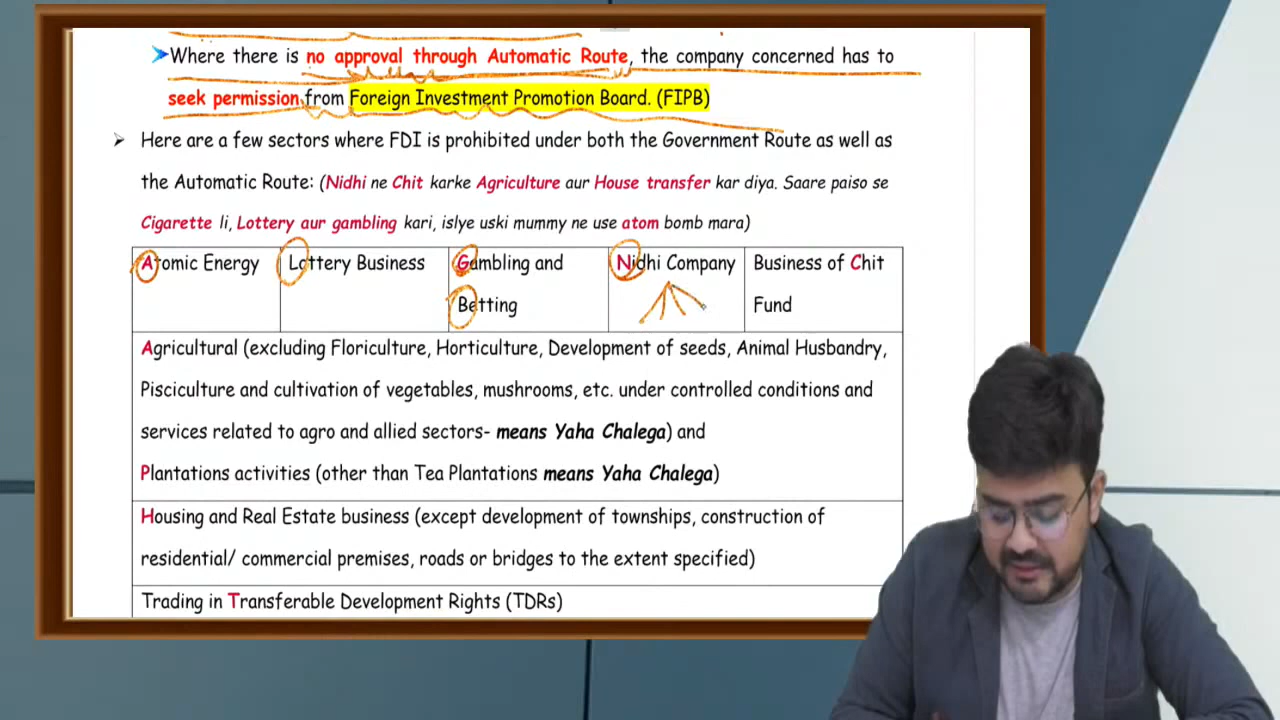 Where there is no approval through Automatic Route, the company concerned has to
seek permission from Foreign Investment Promotion Board. (FIPB)
Here are a few sectors where FDI is prohibited under both the Government Route as well as
the Automatic Route: (Nidhi ne Chit karke Agriculture aur House transfer kar diya. Saare paiso se
Cigarette li, Lottery aur gambling kari, islye uski mummy ne use atom bomb mara)
Atomic Energy
Lottery Business
Gambling and
Betting
Nidhi Company
Business of Chit
Fund
Agricultural (excluding Floriculture, Horticulture, Development of seeds, Animal Husbandry,
Pisciculture and cultivation of vegetables, mushrooms, etc. under controlled conditions and
services related to agro and allied sectors- means Yaha Chalega) and
Plantations activities (other than Tea Plantations means Yaha Chalega)
Housing and Real Estate business (except development of townships, construction of
residential/ commercial premises, roads or bridges to the extent specified)
Trading in Transferable Development Rights (TDRs)